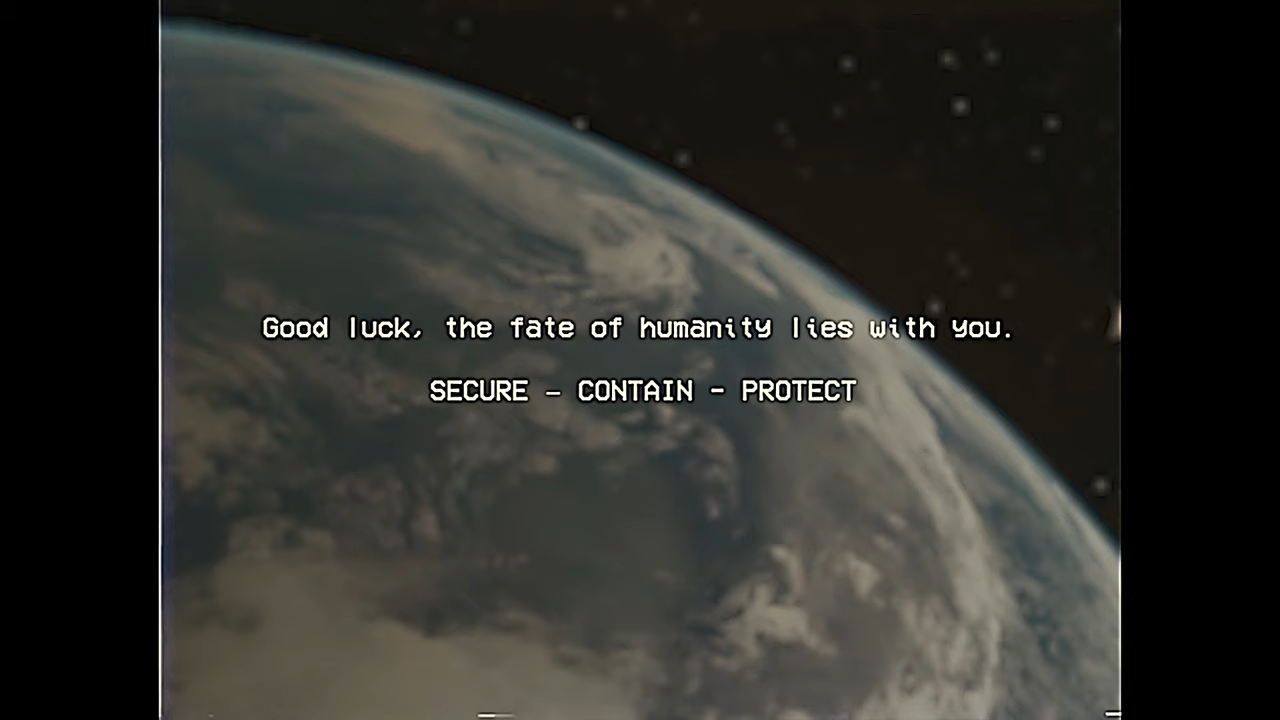 Good luck, the fate of humanity lies with you.
SECURE – CONTAIN - PROTECT